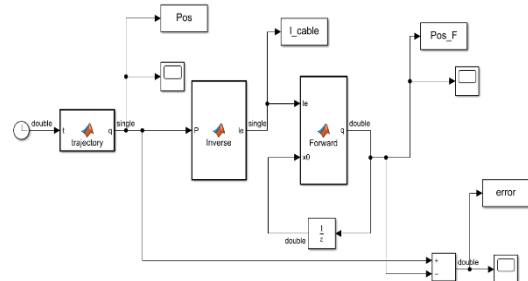 Pos
l_cable
Pos_F
double
t
q
trajectory
single
P
le
Inverse
single
le
x0
q
Forward
double
1
z
double
error
+
−
double